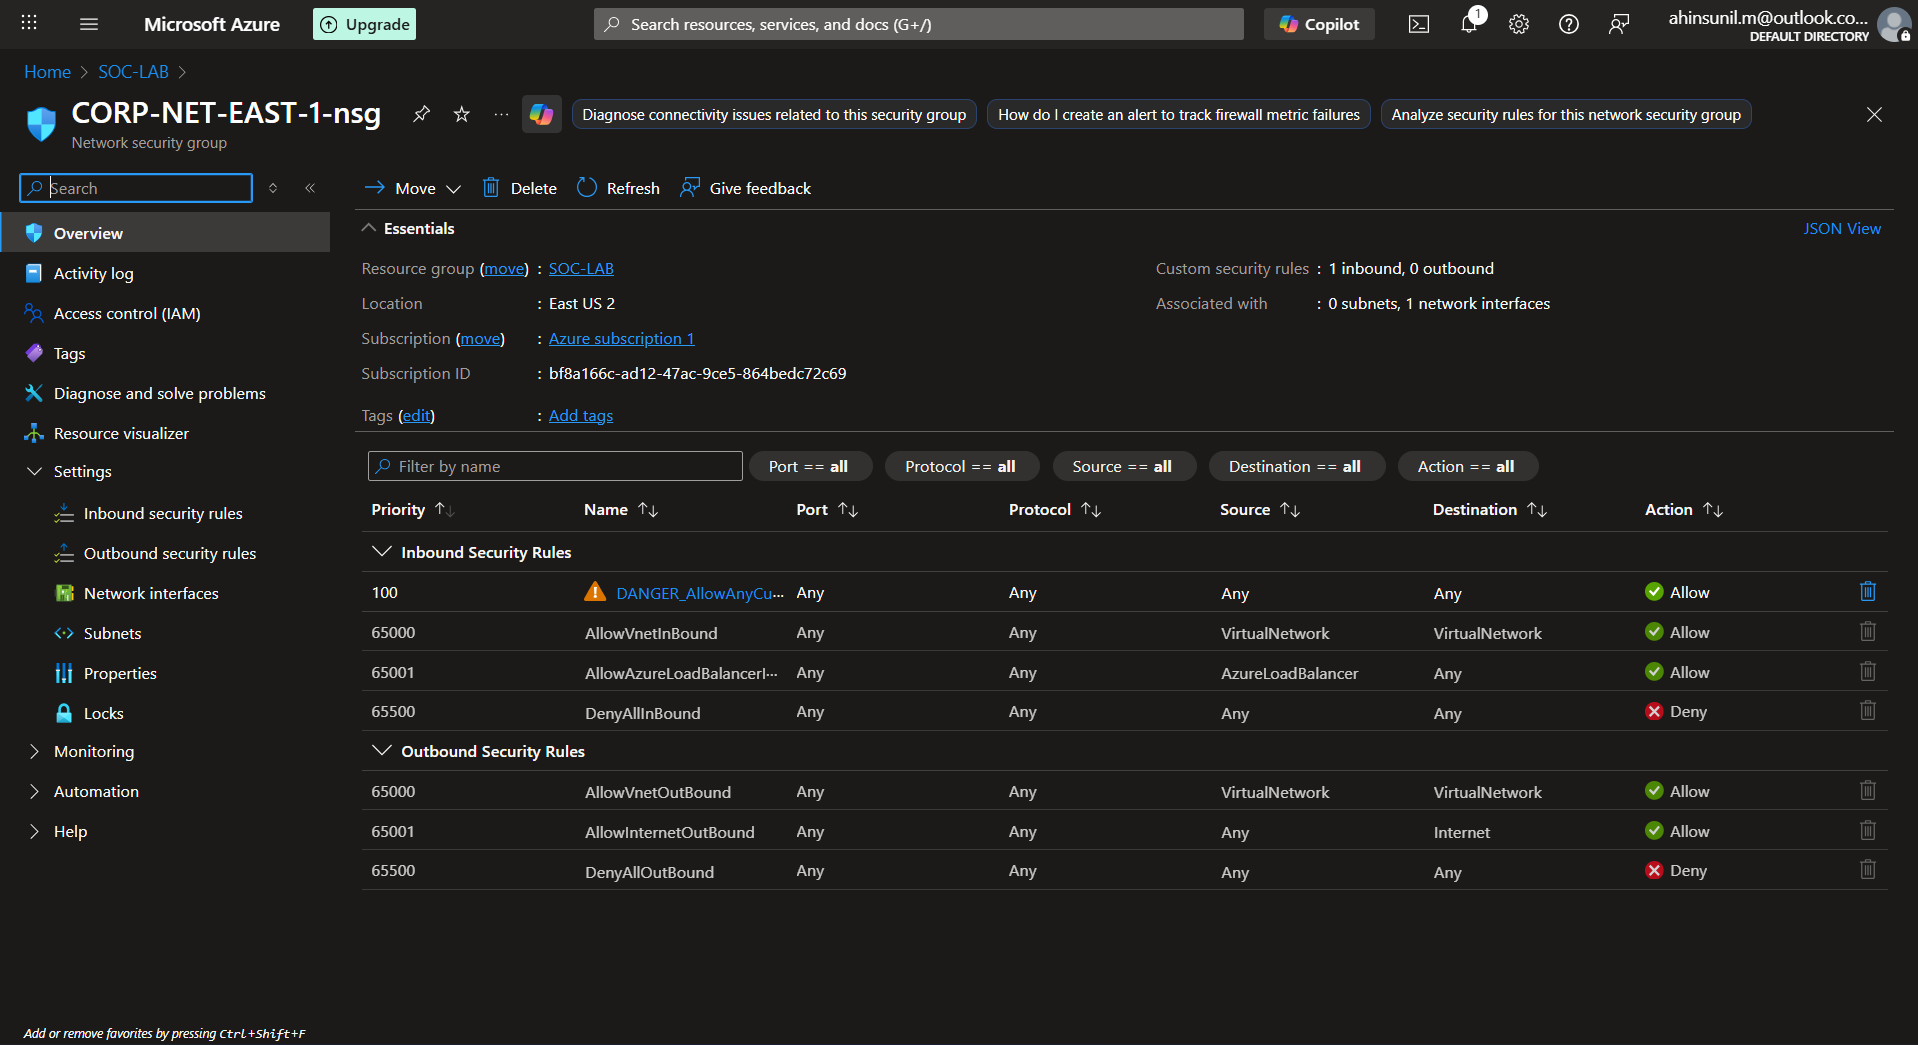 Microsoft Azure
Upgrade
Search resources, services, and docs (G+/)
Copilot
1
ahinsunil.m@outlook.co...
DEFAULT DIRECTORY
Home > SOC-LAB >
CORP-NET-EAST-1-nsg
Network security group
Diagnose connectivity issues related to this security group
How do I create an alert to track firewall metric failures
Analyze security rules for this network security group
Search
Move
Delete
Refresh
Give feedback
Overview
Activity log
Access control (IAM)
Tags
Diagnose and solve problems
Resource visualizer
Settings
Inbound security rules
Outbound security rules
Network interfaces
Subnets
Properties
Locks
Monitoring
Automation
Help
Add or remove favorites by pressing Ctrl+Shift+F
Essentials
JSON View
Resource group (move) : SOC-LAB
Location : East US 2
Subscription (move) : Azure subscription 1
Subscription ID : bf8a166c-ad12-47ac-9ce5-864bedc72c69
Tags (edit) : Add tags
Custom security rules : 1 inbound, 0 outbound
Associated with : 0 subnets, 1 network interfaces
Filter by name
Port == all
Protocol == all
Source == all
Destination == all
Action == all
Priority Name Port Protocol Source Destination Action
Inbound Security Rules
100 DANGER_AllowAnyCu... Any Any Any Any Allow
65000 AllowVnetInBound Any Any VirtualNetwork VirtualNetwork Allow
65001 AllowAzureLoadBalancerI... Any Any AzureLoadBalancer Any Allow
65500 DenyAllInBound Any Any Any Any Deny
Outbound Security Rules
65000 AllowVnetOutBound Any Any VirtualNetwork VirtualNetwork Allow
65001 AllowInternetOutBound Any Any Any Internet Allow
65500 DenyAllOutBound Any Any Any Any Deny